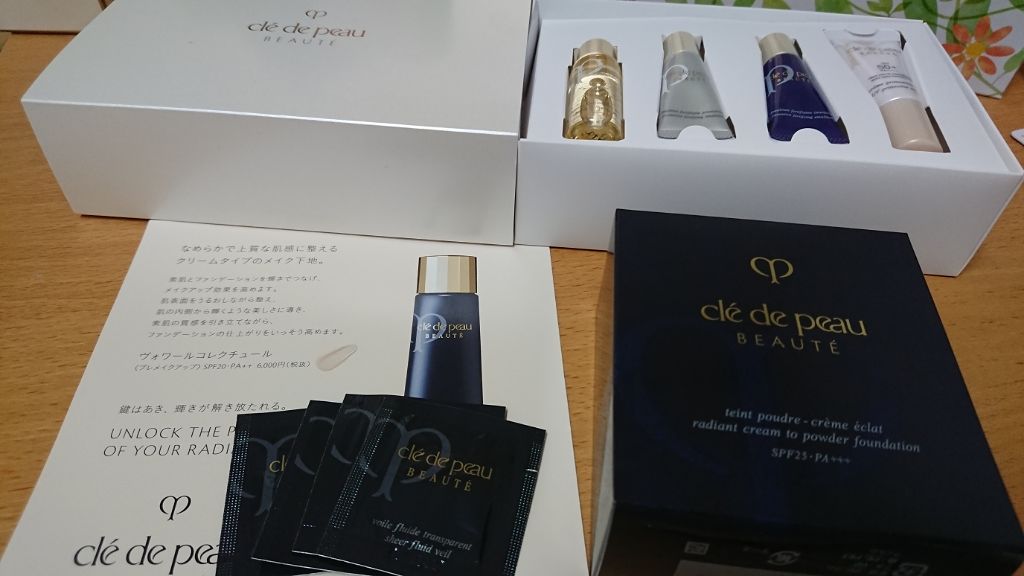 clé de peau
BEAUTÉ
clé de peau
BEAUTÉ
50+
なめらかで上質な肌感に整える
クリームタイプのメイク下地。
素肌とファンデーションを輝きでつなげ、
メイクアップ効果を高めます。
肌表面をうるおしながら整え、
肌の内側から輝くような美しさに導き、
素肌の質感を引き立てながら、
ファンデーションの仕上がりをいっそう高めます。
ヴォワールコレクチュール
(プレメイクアップ) SPF20・PA++ 6,000円(税抜)
clé de peau
BEAUTÉ
鍵はあき、輝きが解き放たれる。
UNLOCK THE P
OF YOUR RADI
clé de pea
clé de peau
BEAUTÉ
voile fluide transparent
sheer fluid veil
clé de peau
BEAUTÉ
teint poudre-crème éclat
radiant cream to powder foundation
SPF25・PA+++